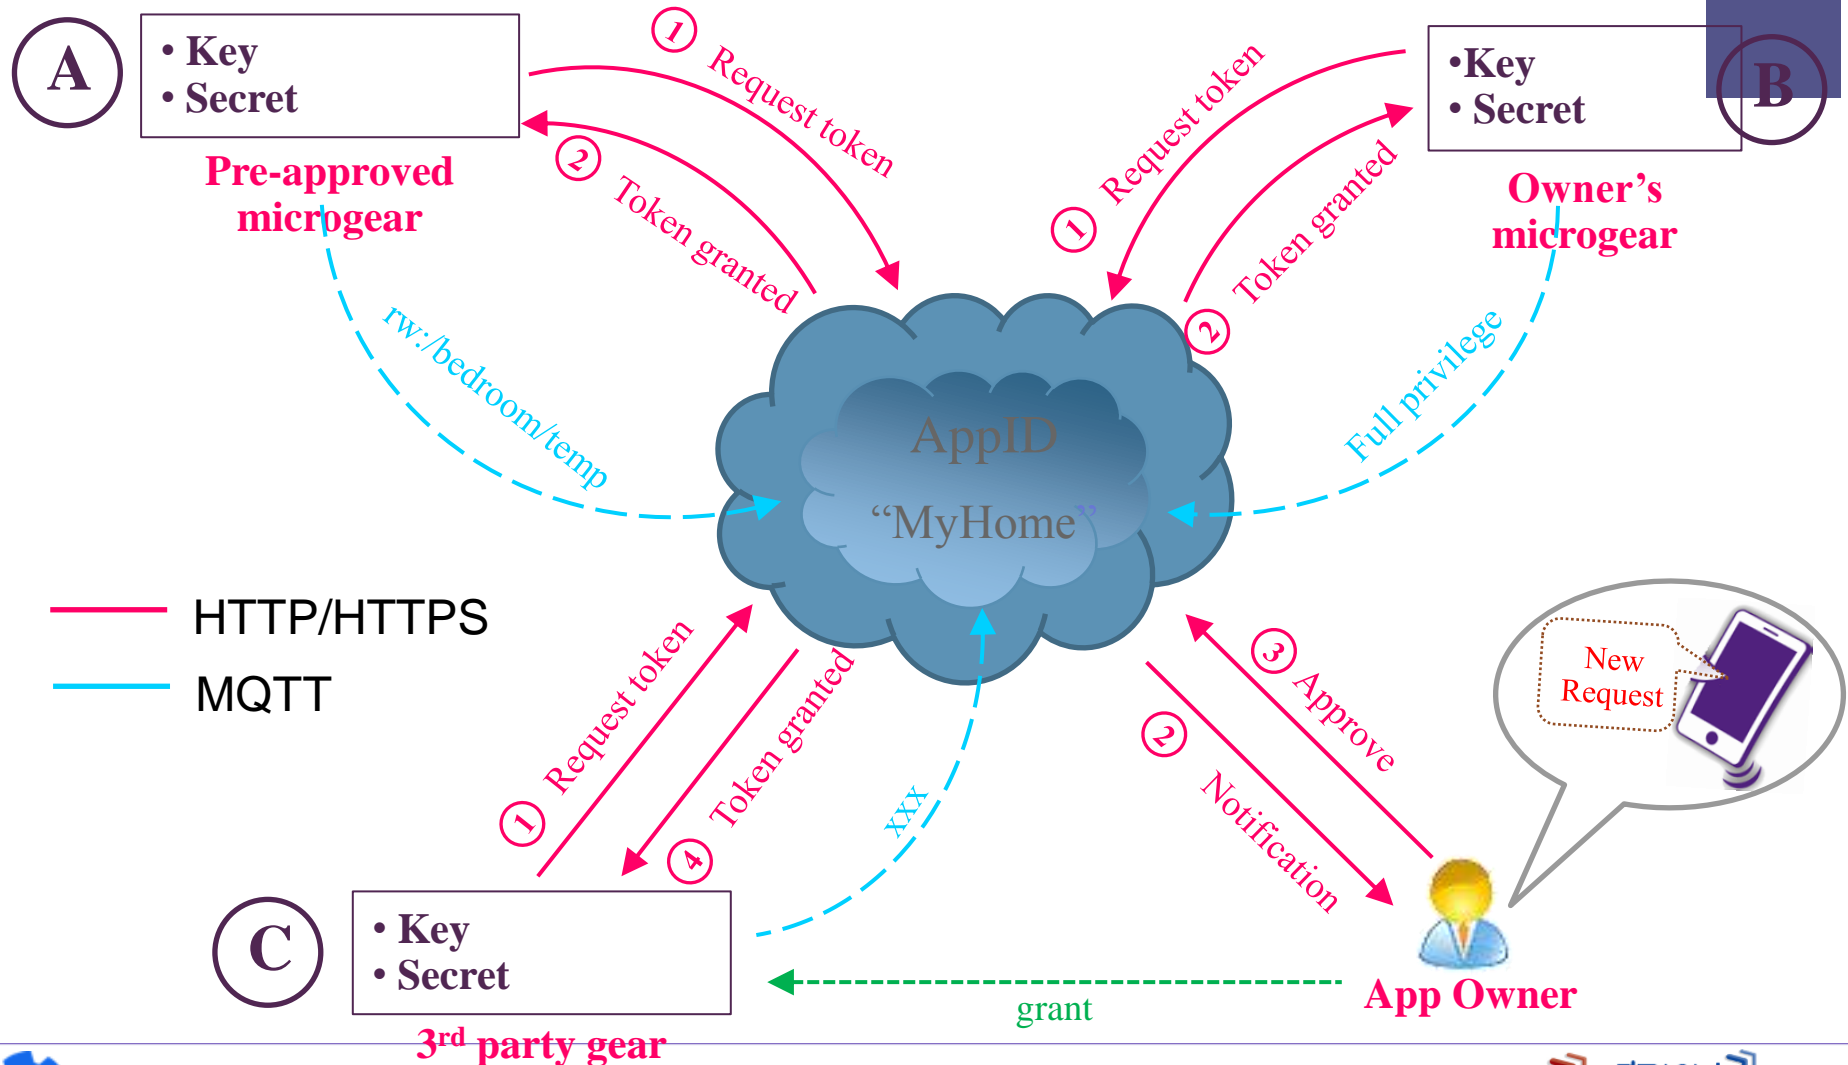 A
• Key
• Secret
Pre-approved
microgear
① Request token
② Token granted
① Request token
② Token granted
•Key
• Secret
B
Owner’s
microgear
rw:/bedroom/temp
Full privilege
AppID
“MyHome”
HTTP/HTTPS
MQTT
① Request token
④ Token granted
xxx
③ Approve
② Notification
New
Request
C
• Key
• Secret
3rd party gear
grant
App Owner